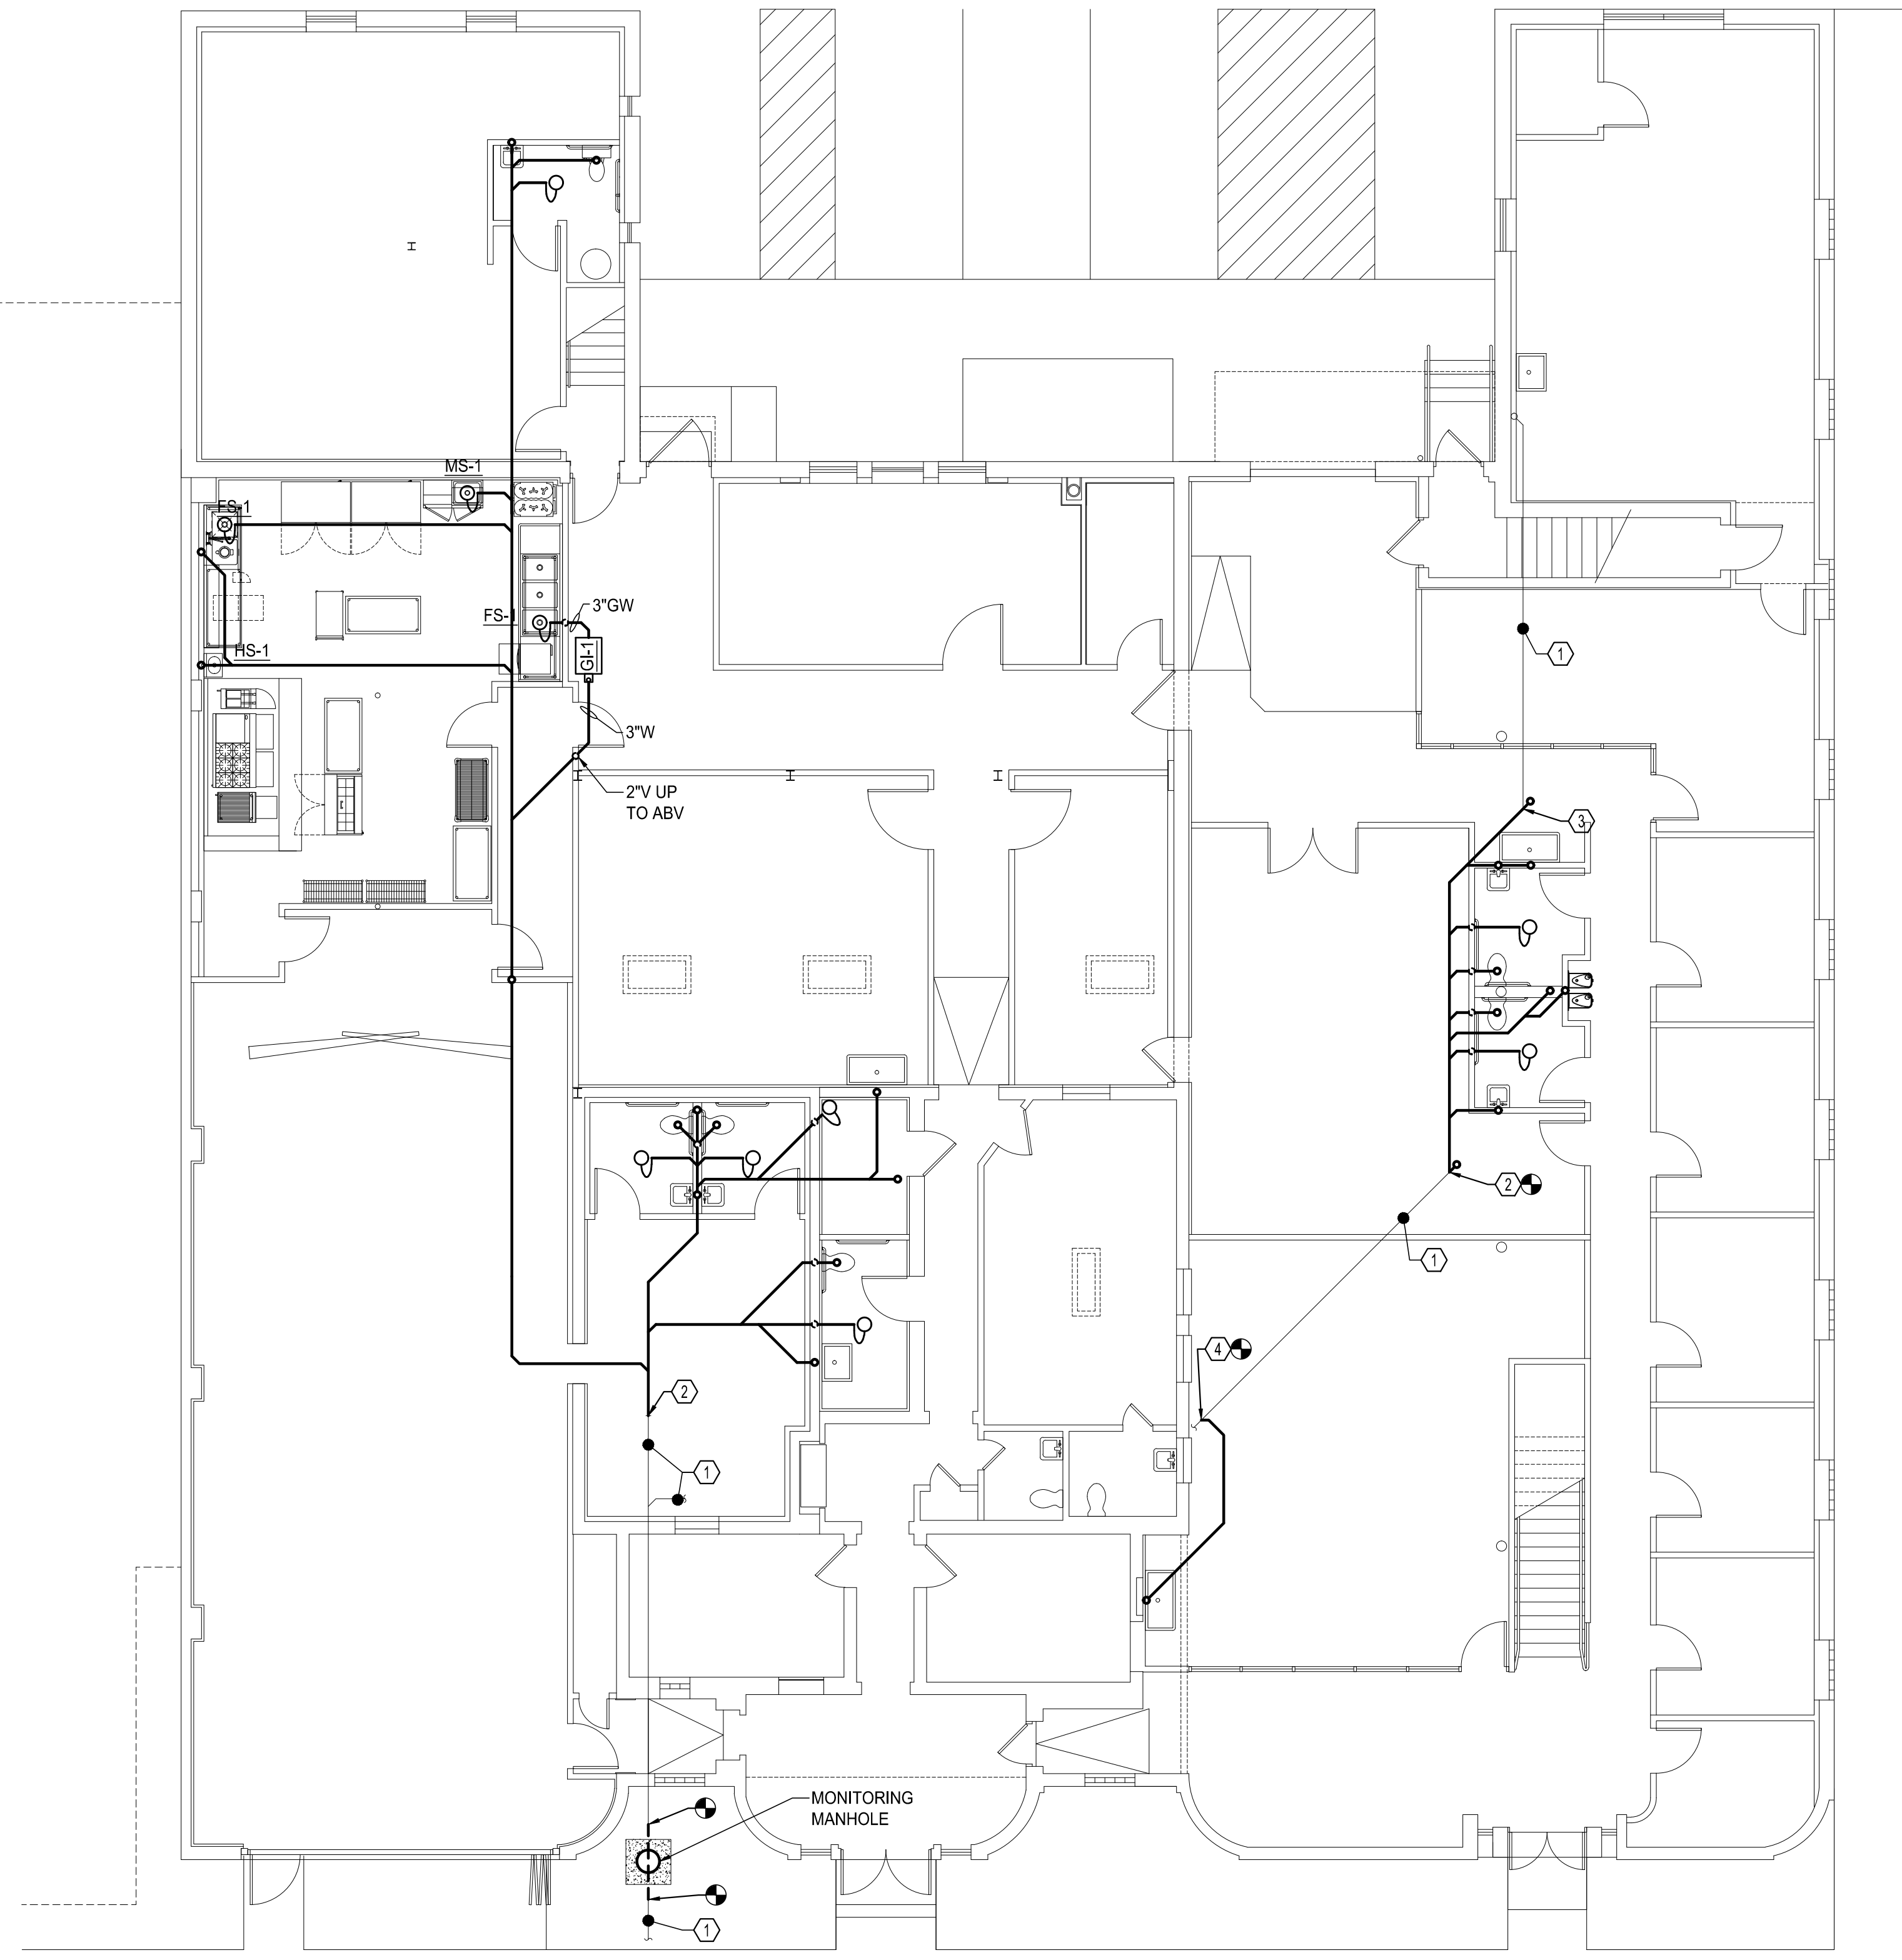 MS-1
FS-1
FS-1
3"GW
GI-1
HS-1
3"W
2"V UP
TO ABV
1
3
2
1
4
2
1
MONITORING
MANHOLE
1